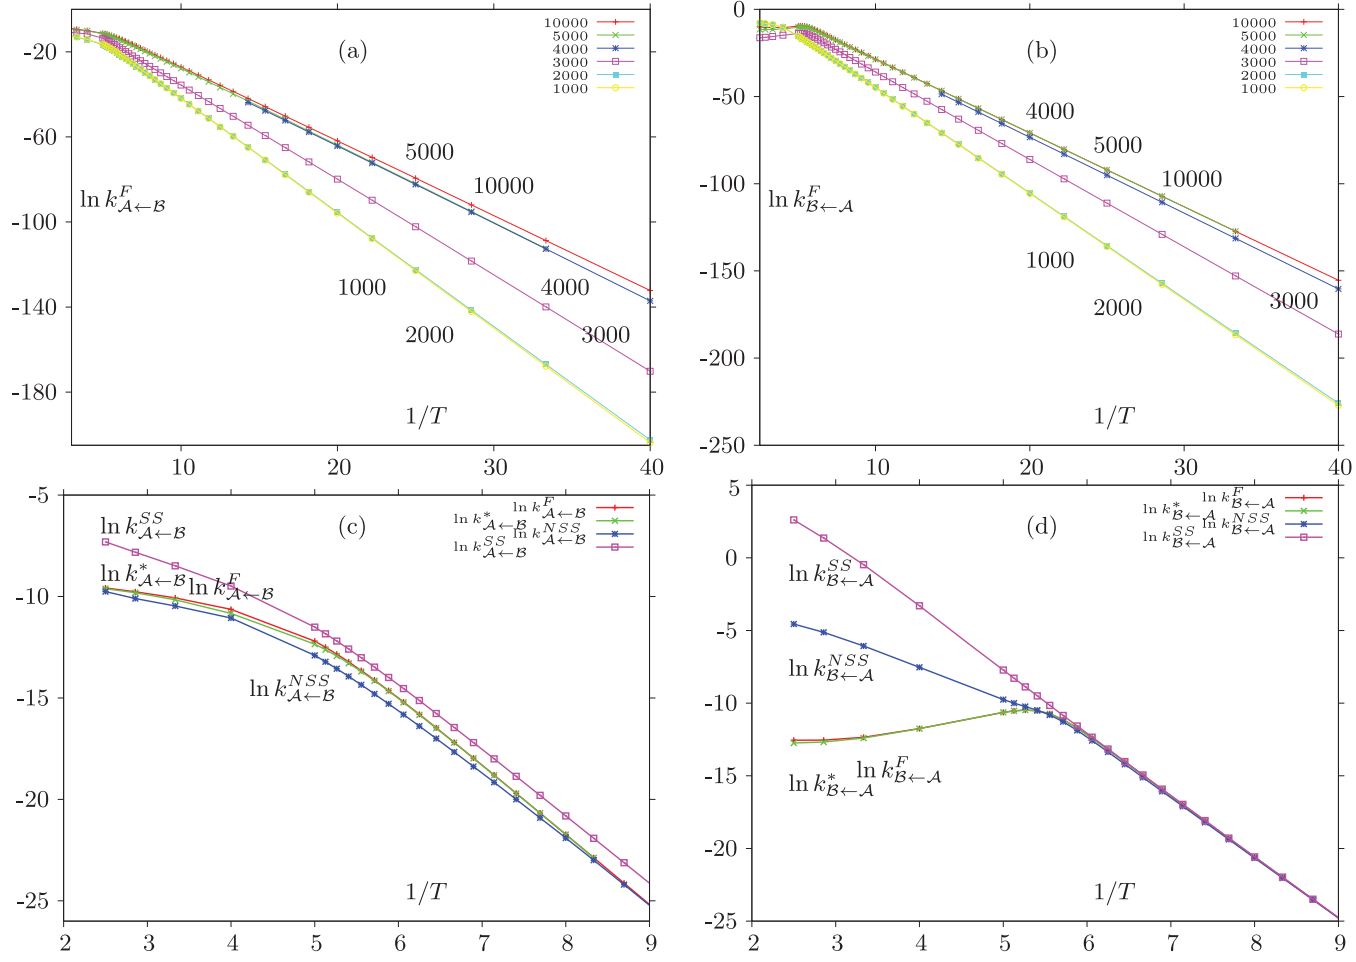 (a)
10000
5000
4000
3000
2000
1000
-20
-60
-100
-140
-180
ln k^F_{A←B}
5000
10000
4000
1000
2000
3000
1/T
10 20 30 40
(b)
10000
5000
4000
3000
2000
1000
0
-50
-100
-150
-200
-250
ln k^F_{B←A}
4000
5000
10000
1000
3000
2000
1/T
10 20 30 40
(c)
ln k^F_{A←B}
ln k^*_{A←B}
ln k^{NSS}_{A←B}
ln k^{SS}_{A←B}
-5
-10
-15
-20
-25
ln k^{SS}_{A←B}
ln k^*_{A←B}
ln k^F_{A←B}
ln k^{NSS}_{A←B}
1/T
2 3 4 5 6 7 8 9
(d)
ln k^F_{B←A}
ln k^*_{B←A}
ln k^{NSS}_{B←A}
ln k^{SS}_{B←A}
5
0
-5
-10
-15
-20
-25
ln k^{SS}_{B←A}
ln k^{NSS}_{B←A}
ln k^F_{B←A}
ln k^*_{B←A}
1/T
2 3 4 5 6 7 8 9